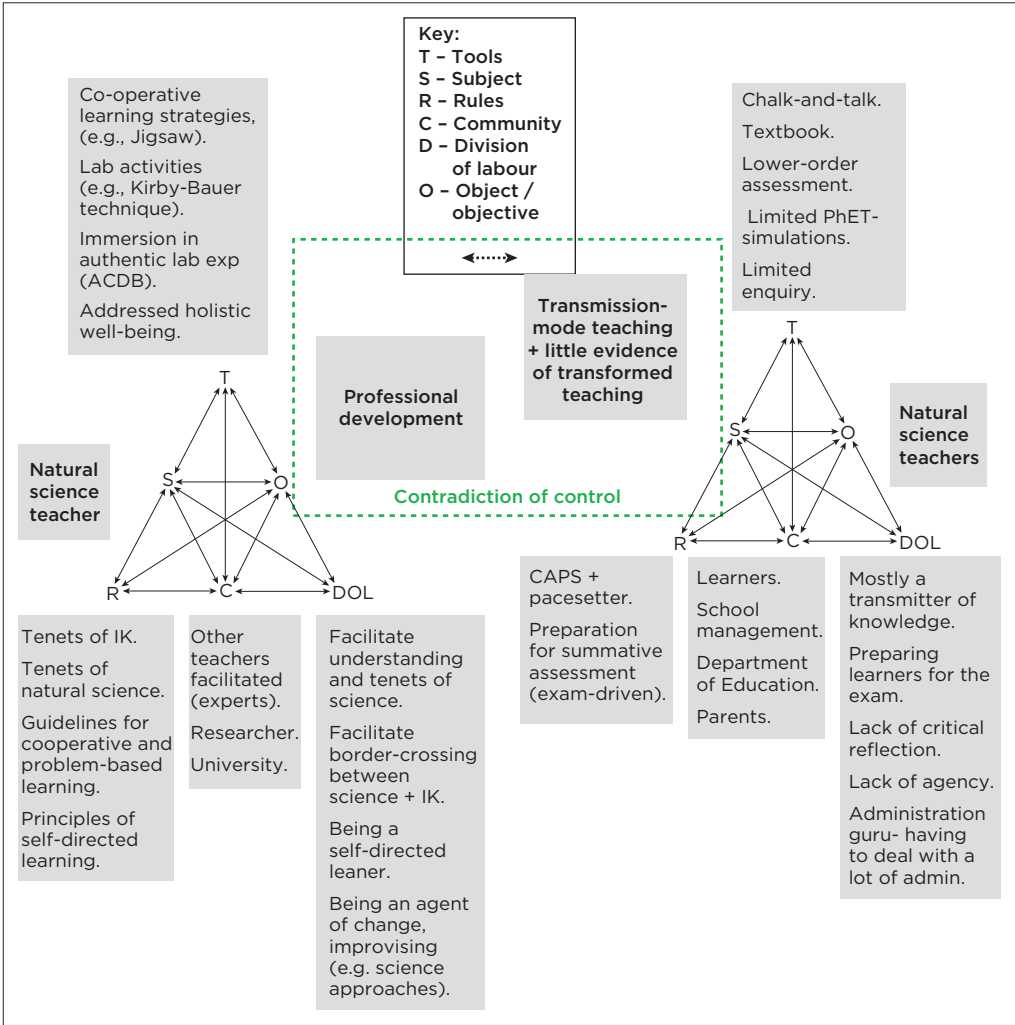 Key:
T – Tools
S – Subject
R – Rules
C – Community
D – Division
of labour
O – Object /
objective
Co-operative
learning strategies,
(e.g., Jigsaw).
Lab activities
(e.g., Kirby-Bauer
technique).
Immersion in
authentic lab exp
(ACDB).
Addressed holistic
well-being.
Chalk-and-talk.
Textbook.
Lower-order
assessment.
Limited PhET-
simulations.
Limited
enquiry.
Professional
development
Transmission-
mode teaching
+ little evidence
of transformed
teaching
Contradiction of control
Natural
science
teacher
T
S
O
R
C
DOL
Natural
science
teachers
T
S
O
R
C
DOL
Tenets of IK.
Tenets of
natural science.
Guidelines for
cooperative and
problem-based
learning.
Principles of
self-directed
learning.
Other
teachers
facilitated
(experts).
Researcher.
University.
Facilitate
understanding
and tenets of
science.
Facilitate
border-crossing
between
science + IK.
Being a
self-directed
leaner.
Being an agent
of change,
improvising
(e.g. science
approaches).
CAPS +
pacesetter.
Preparation
for summative
assessment
(exam-driven).
Learners.
School
management.
Department
of Education.
Parents.
Mostly a
transmitter of
knowledge.
Preparing
learners for the
exam.
Lack of critical
reflection.
Lack of agency.
Administration
guru- having
to deal with a
lot of admin.